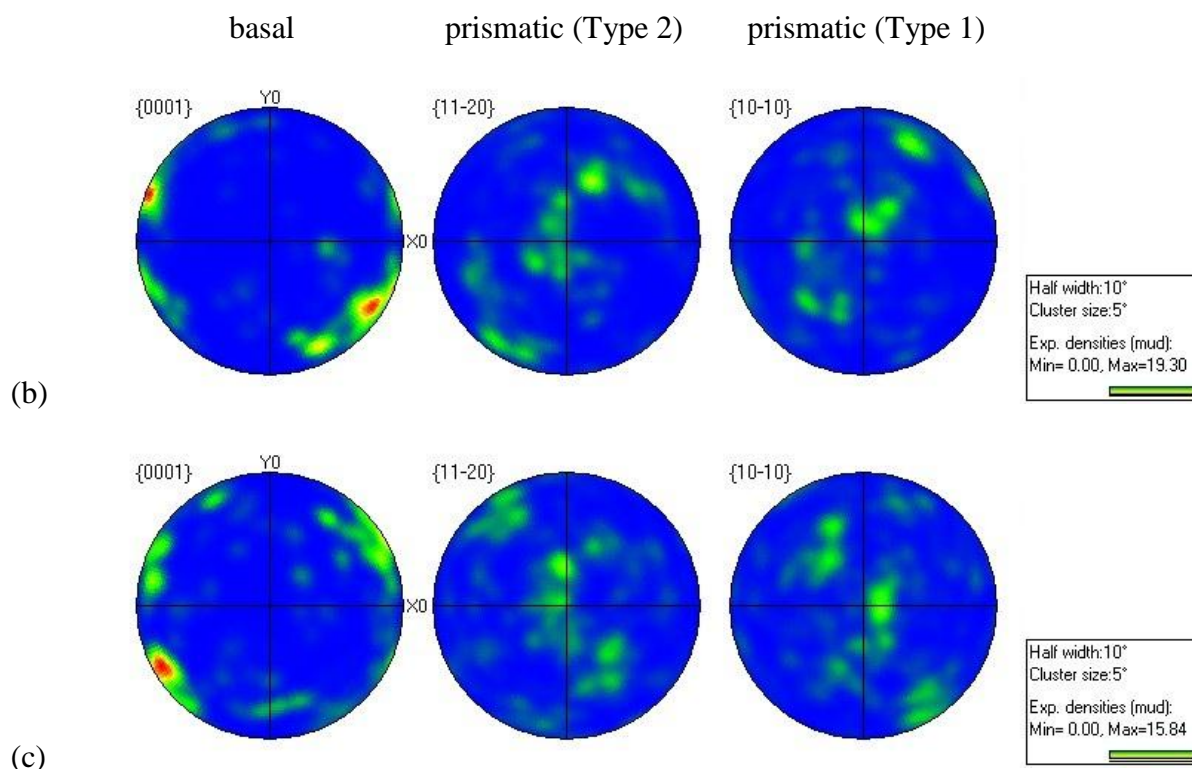 basal prismatic (Type 2) prismatic (Type 1)
{0001} Y0 {11-20} {10-10}
X0
Half width:10°
Cluster size:5°
Exp. densities (mud):
Min= 0.00, Max=19.30
(b)
{0001} Y0 {11-20} {10-10}
X0
Half width:10°
Cluster size:5°
Exp. densities (mud):
Min= 0.00, Max=15.84
(c)